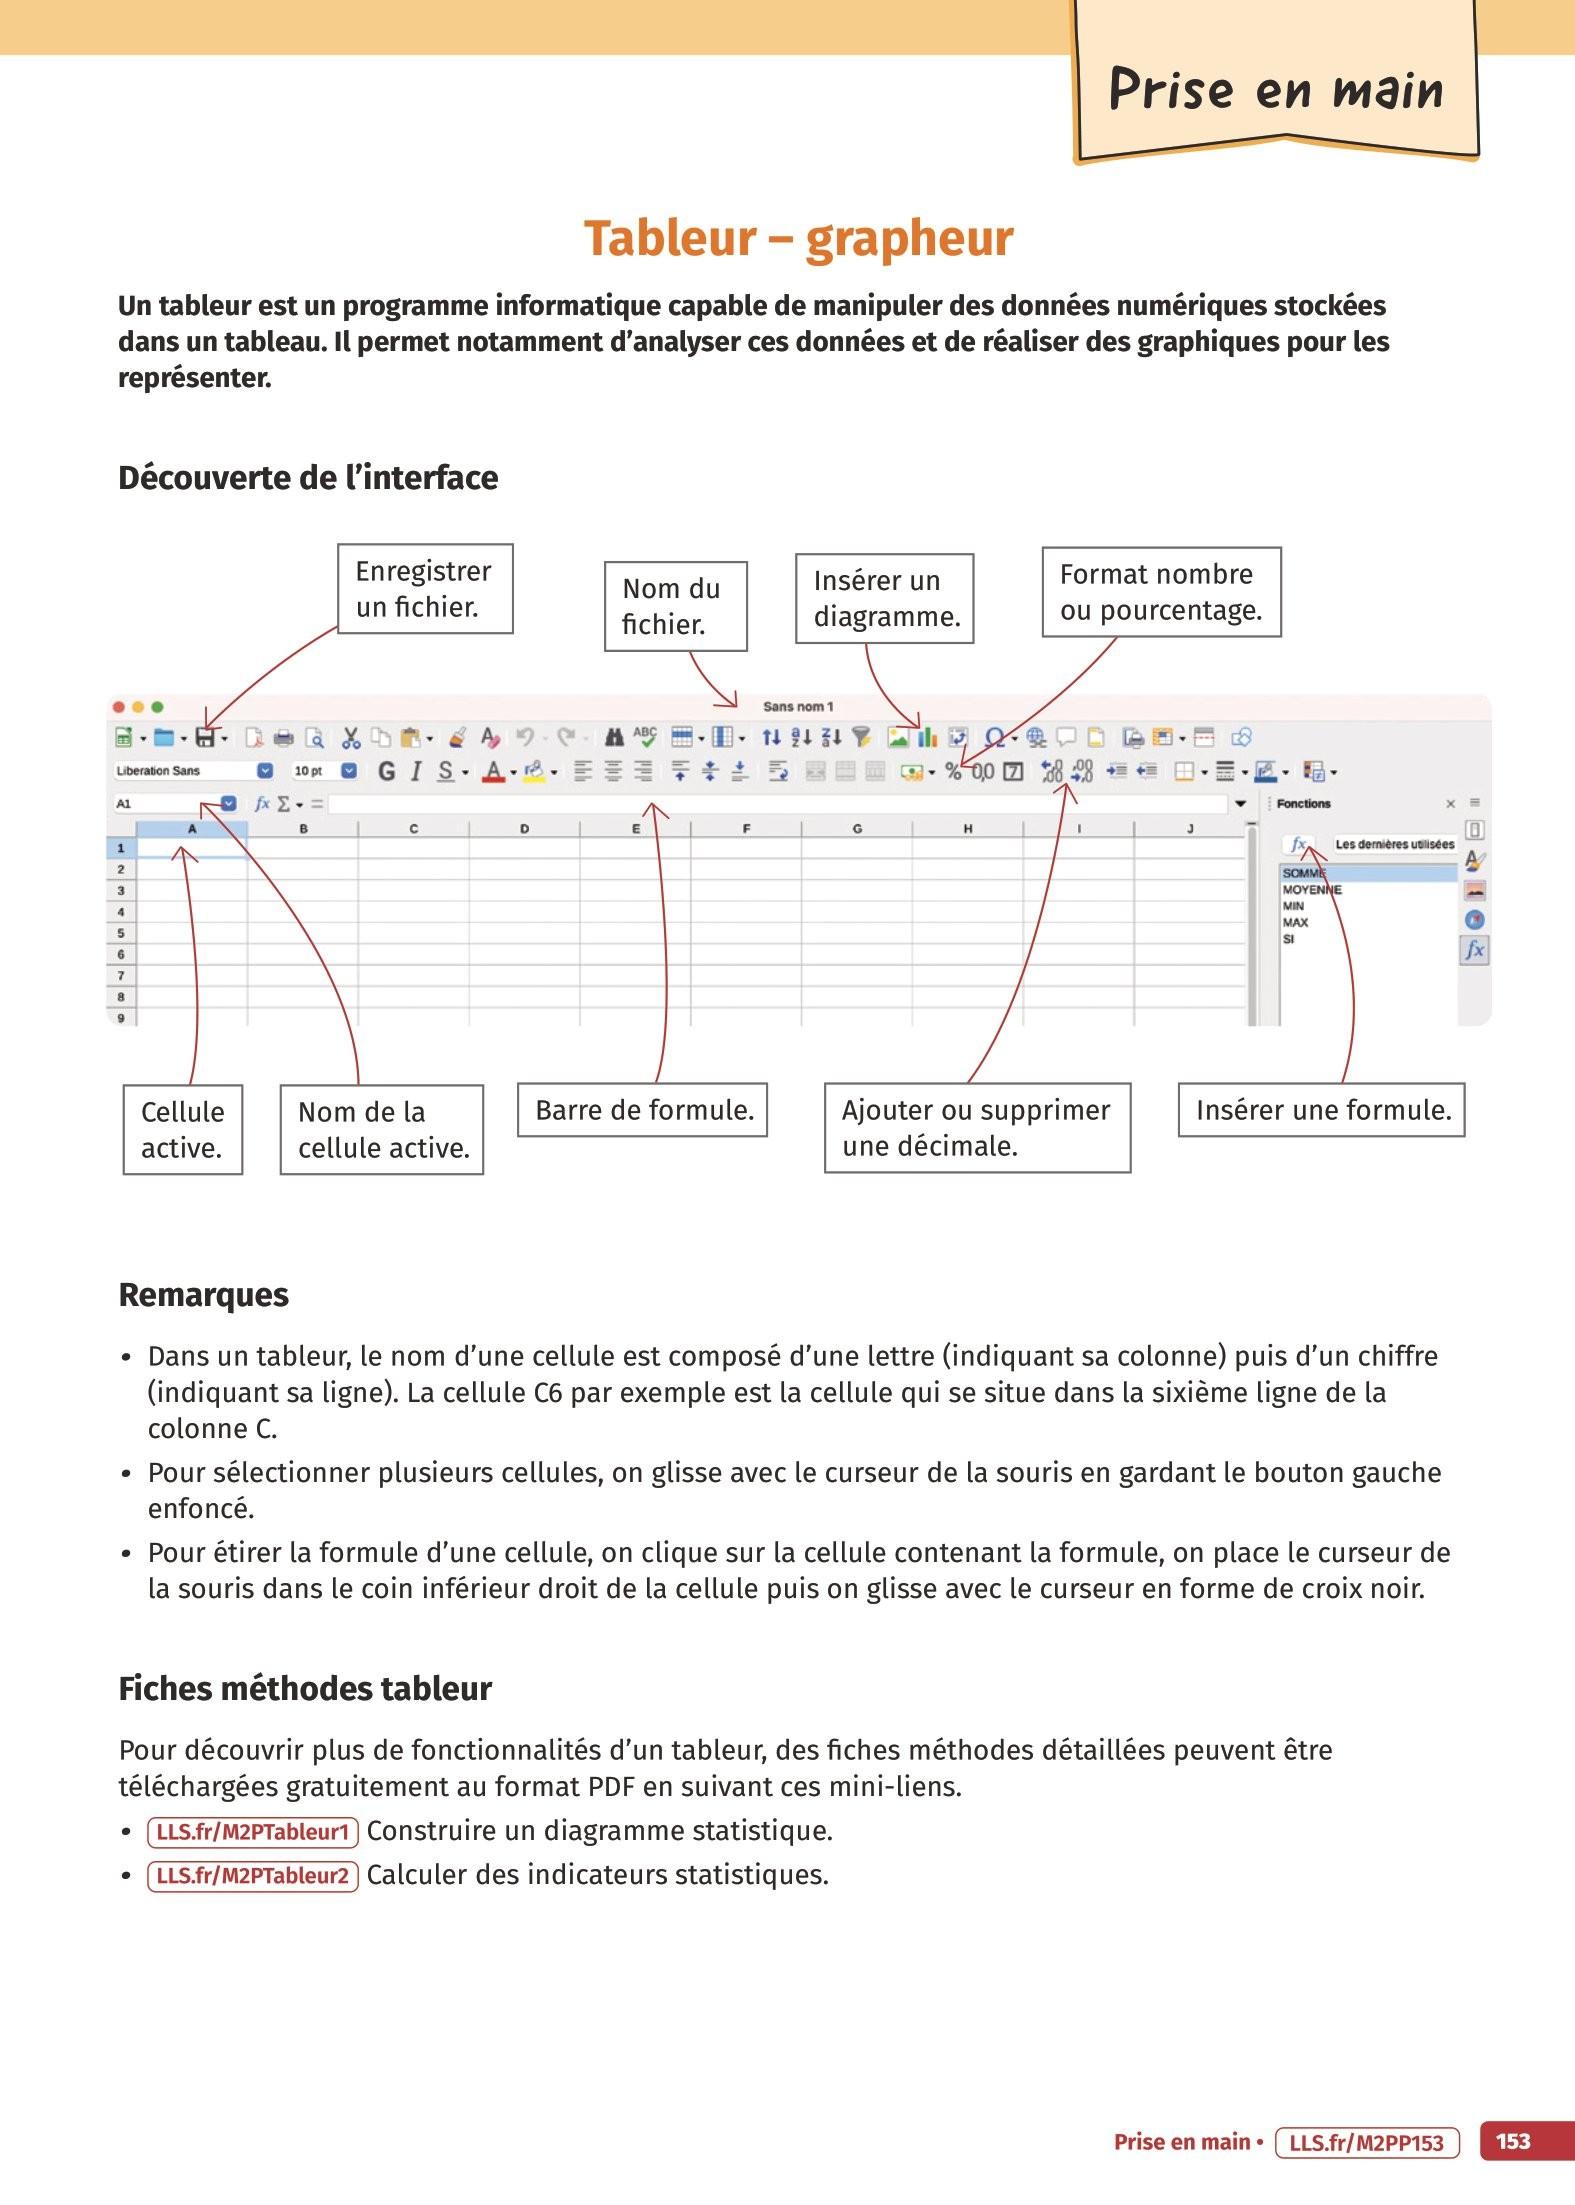 Prise en main
Tableur – grapheur
Un tableur est un programme informatique capable de manipuler des données numériques stockées
dans un tableau. Il permet notamment d’analyser ces données et de réaliser des graphiques pour les
représenter.
Découverte de l’interface
Enregistrer
un fichier.
Nom du
fichier.
Insérer un
diagramme.
Format nombre
ou pourcentage.
Sans nom 1
ABC
Liberation Sans
10 pt
G I S A
% 0,0 7
A1
fx Σ =
Fonctions
A B C D E F G H I J
fx Les dernières utilisées
1
2
3
4
5
6
7
8
9
SOMME
MOYENNE
MIN
MAX
SI
fx
Cellule
active.
Nom de la
cellule active.
Barre de formule.
Ajouter ou supprimer
une décimale.
Insérer une formule.
Remarques
• Dans un tableur, le nom d’une cellule est composé d’une lettre (indiquant sa colonne) puis d’un chiffre
(indiquant sa ligne). La cellule C6 par exemple est la cellule qui se situe dans la sixième ligne de la
colonne C.
• Pour sélectionner plusieurs cellules, on glisse avec le curseur de la souris en gardant le bouton gauche
enfoncé.
• Pour étirer la formule d’une cellule, on clique sur la cellule contenant la formule, on place le curseur de
la souris dans le coin inférieur droit de la cellule puis on glisse avec le curseur en forme de croix noir.
Fiches méthodes tableur
Pour découvrir plus de fonctionnalités d’un tableur, des fiches méthodes détaillées peuvent être
téléchargées gratuitement au format PDF en suivant ces mini-liens.
• LLS.fr/M2PTableur1 Construire un diagramme statistique.
• LLS.fr/M2PTableur2 Calculer des indicateurs statistiques.
Prise en main • LLS.fr/M2PP153 153